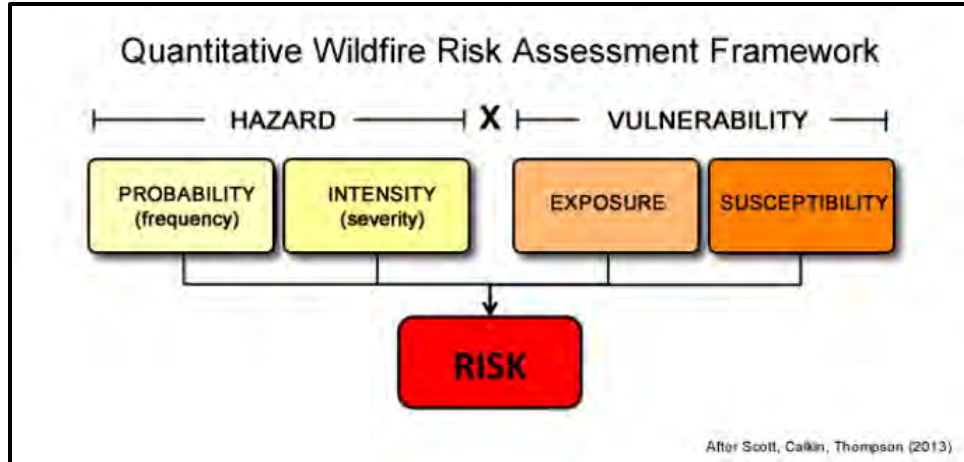 Quantitative Wildfire Risk Assessment Framework
HAZARD X VULNERABILITY
PROBABILITY
(frequency)
INTENSITY
(severity)
EXPOSURE
SUSCEPTIBILITY
RISK
After Scott, Calkin, Thompson (2013)